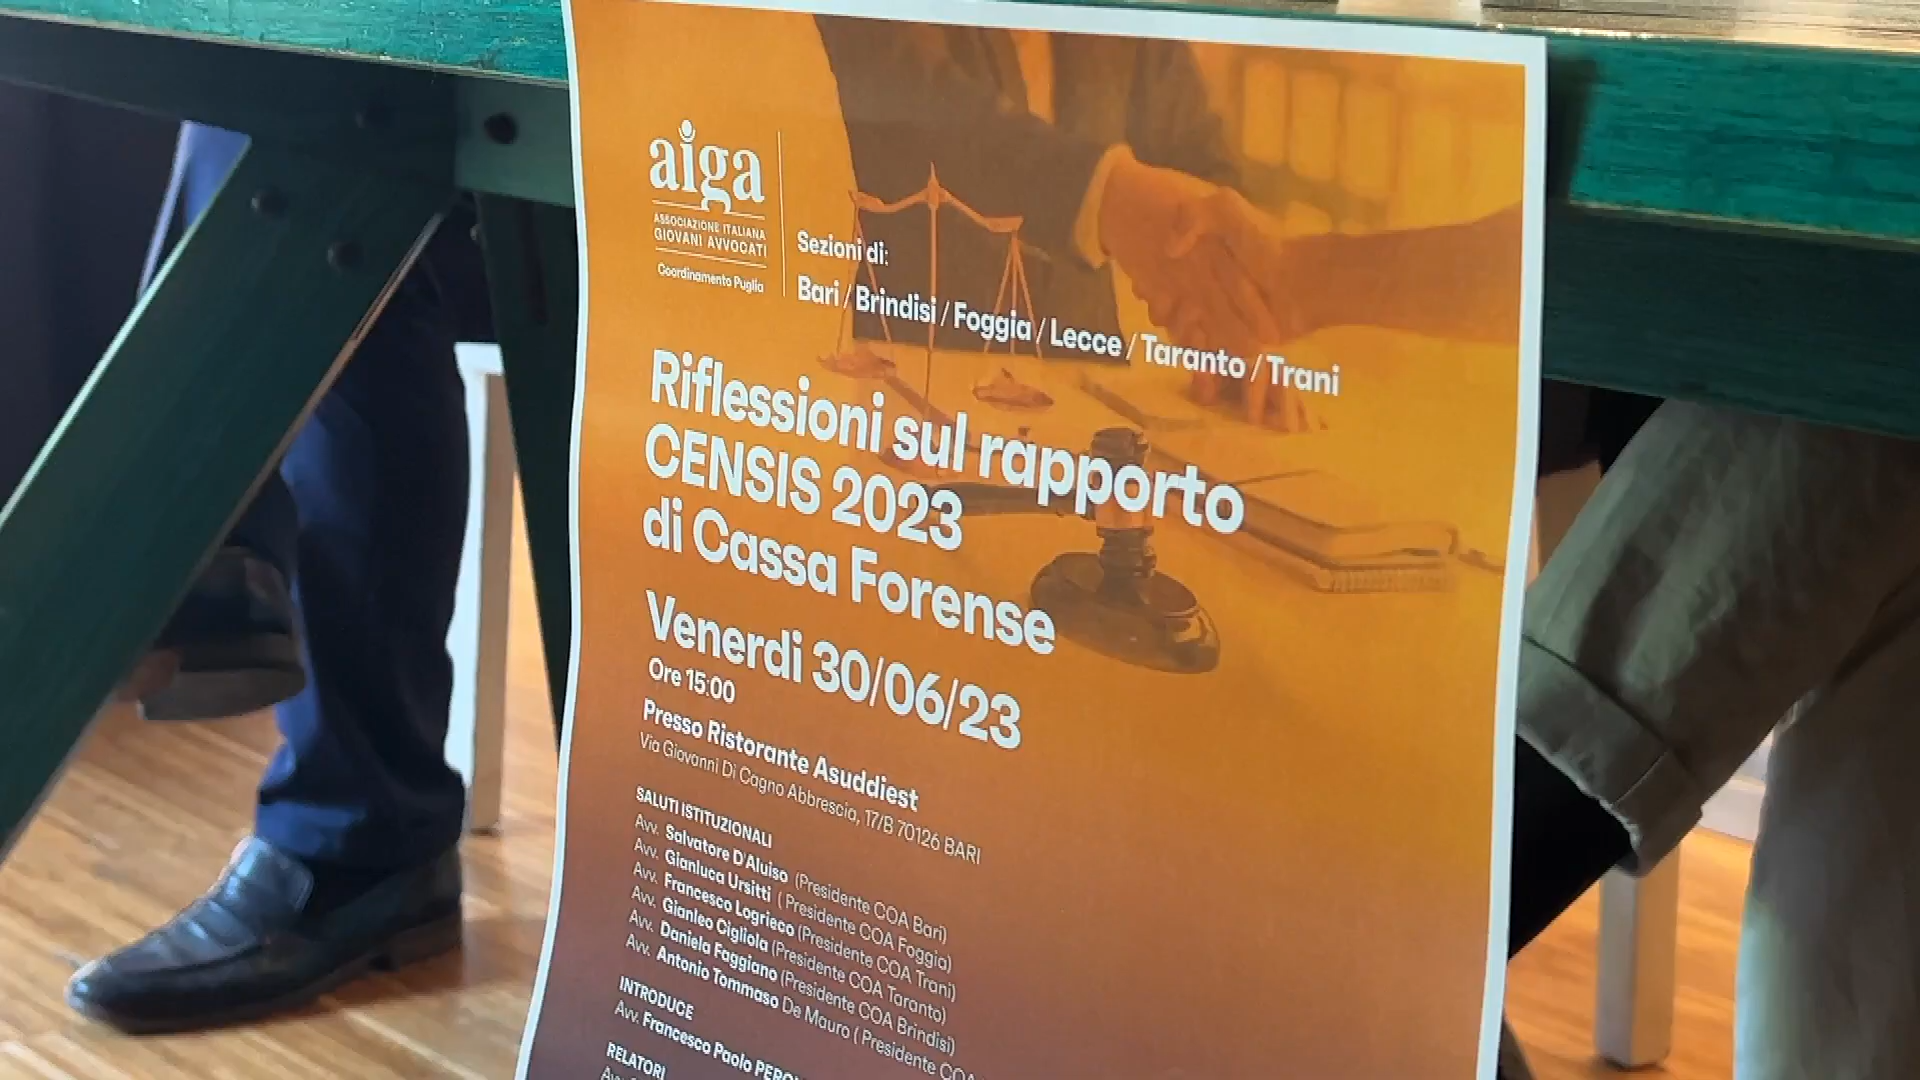 aiga
ASSOCIAZIONE ITALIANA
GIOVANI AVVOCATI
Coordinamento Puglia
Sezioni di:
Bari / Brindisi / Foggia / Lecce / Taranto / Trani
Riflessioni sul rapporto
CENSIS 2023
di Cassa Forense
Venerdì 30/06/23
Ore 15:00
Presso Ristorante Asuddiest
Via Giovanni Di Cagno Abbrescia, 17/B 70126 BARI
SALUTI ISTITUZIONALI
Avv. Salvatore D'Aluiso (Presidente COA Bari)
Avv. Gianluca Ursitti ( Presidente COA Foggia)
Avv. Francesco Logrieco (Presidente COA Trani)
Avv. Gianleo Cigliola (Presidente COA Taranto)
Avv. Daniela Faggiano (Presidente COA Brindisi)
Avv. Antonio Tommaso De Mauro ( Presidente COA
INTRODUCE
Avv. Francesco Paolo
RELATORI